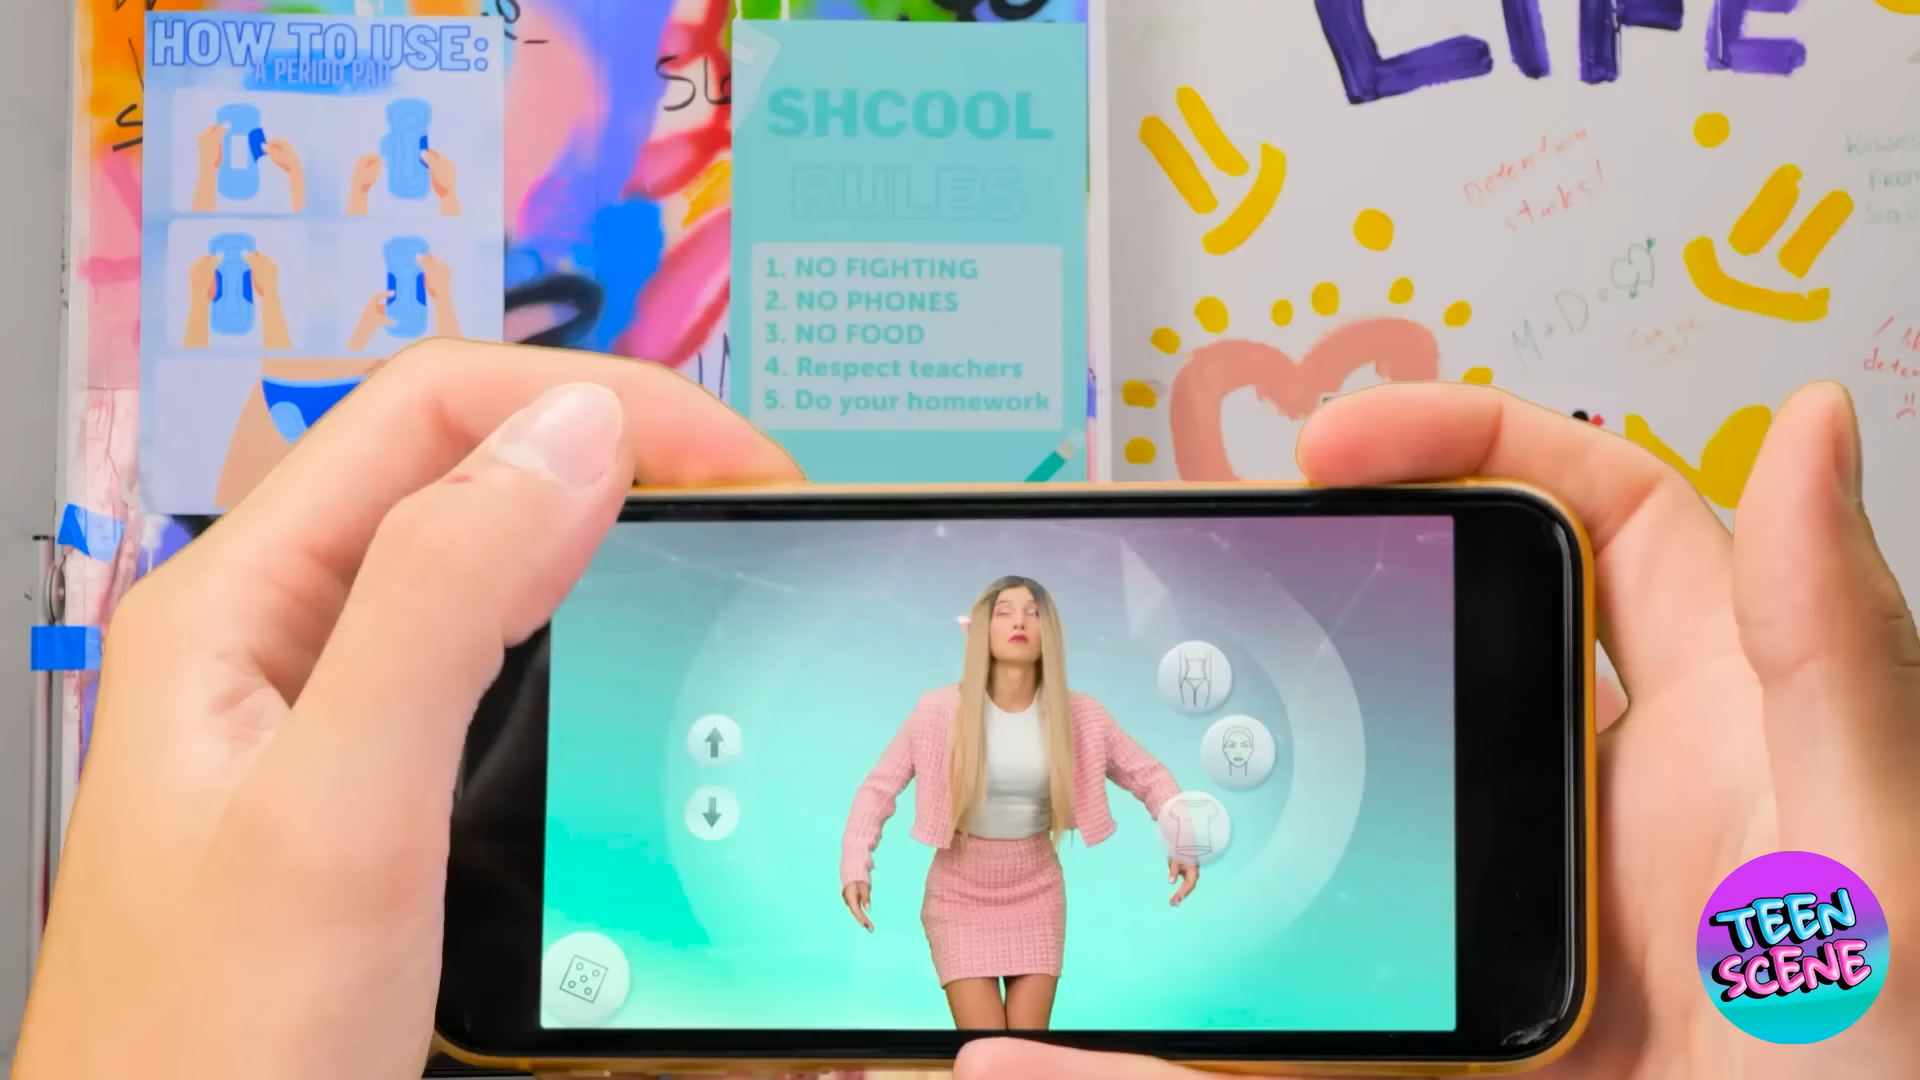 HOW TO USE:
A PERIOD PAD
SHCOOL
RULES
1. NO FIGHTING
2. NO PHONES
3. NO FOOD
4. Respect teachers
5. Do your homework
LIFE
Detention
stinks!
M + D =
TEEN
SCENE